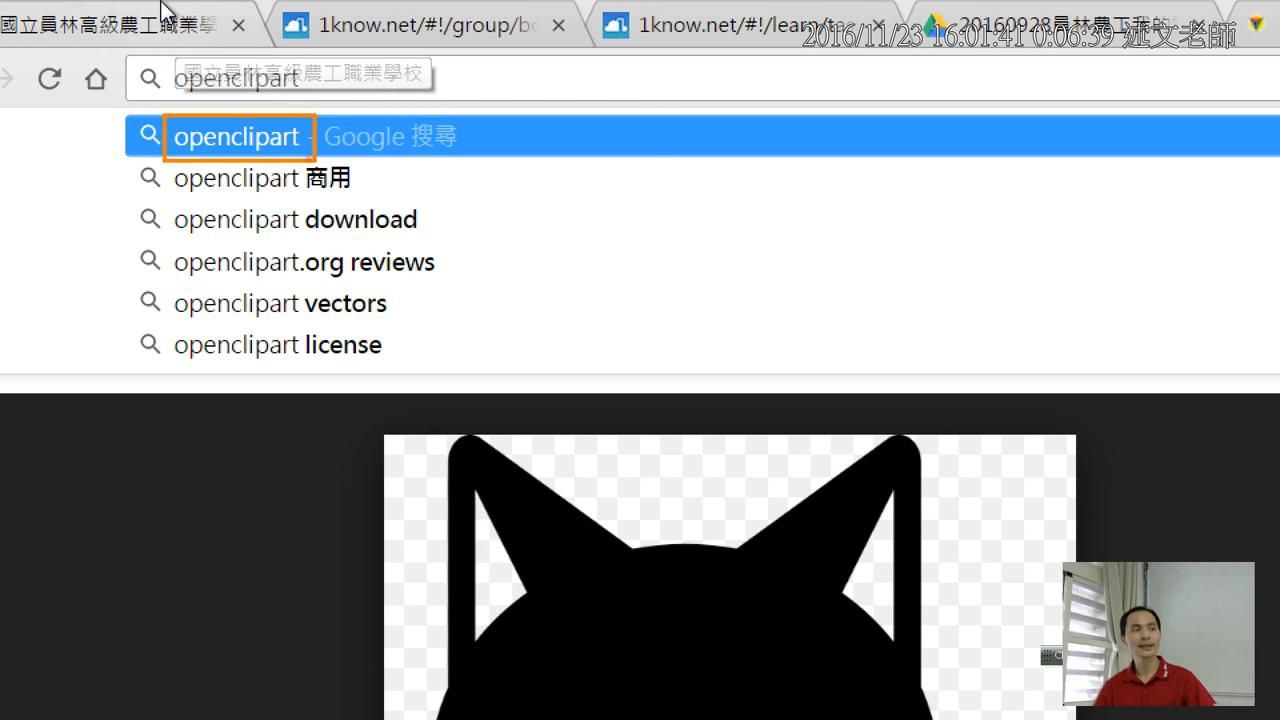 國立員林高級農工職業學
1know.net/#!/group/bo
1know.net/#!/learn/tas
20160928員林農工我的
2016/11/23 16:01:41 0:06:39 延文老師
openclipart
國立員林高級農工職業學校
openclipart - Google 搜尋
openclipart 商用
openclipart download
openclipart.org reviews
openclipart vectors
openclipart license